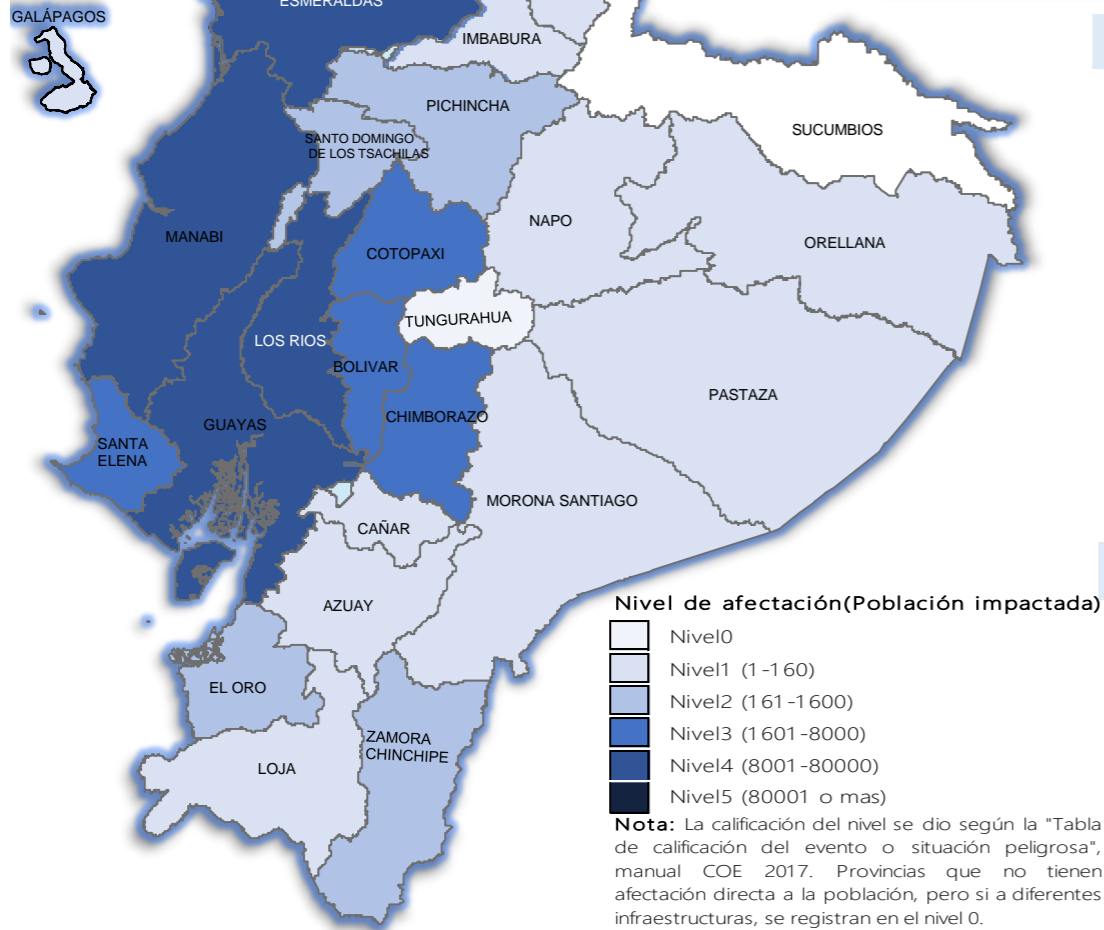 ESMERALDAS
GALÁPAGOS
IMBABURA
PICHINCHA
SUCUMBIOS
SANTO DOMINGO
DE LOS TSACHILAS
NAPO
MANABI
ORELLANA
COTOPAXI
TUNGURAHUA
LOS RIOS
BOLIVAR
PASTAZA
CHIMBORAZO
GUAYAS
SANTA
ELENA
MORONA SANTIAGO
CAÑAR
AZUAY
EL ORO
ZAMORA
CHINCHIPE
LOJA
Nivel de afectación(Población impactada)
Nivel0
Nivel1 (1-160)
Nivel2 (161-1600)
Nivel3 (1601-8000)
Nivel4 (8001-80000)
Nivel5 (80001 o mas)
Nota: La calificación del nivel se dio según la "Tabla
de calificación del evento o situación peligrosa",
manual COE 2017. Provincias que no tienen
afectación directa a la población, pero si a diferentes
infraestructuras, se registran en el nivel 0.